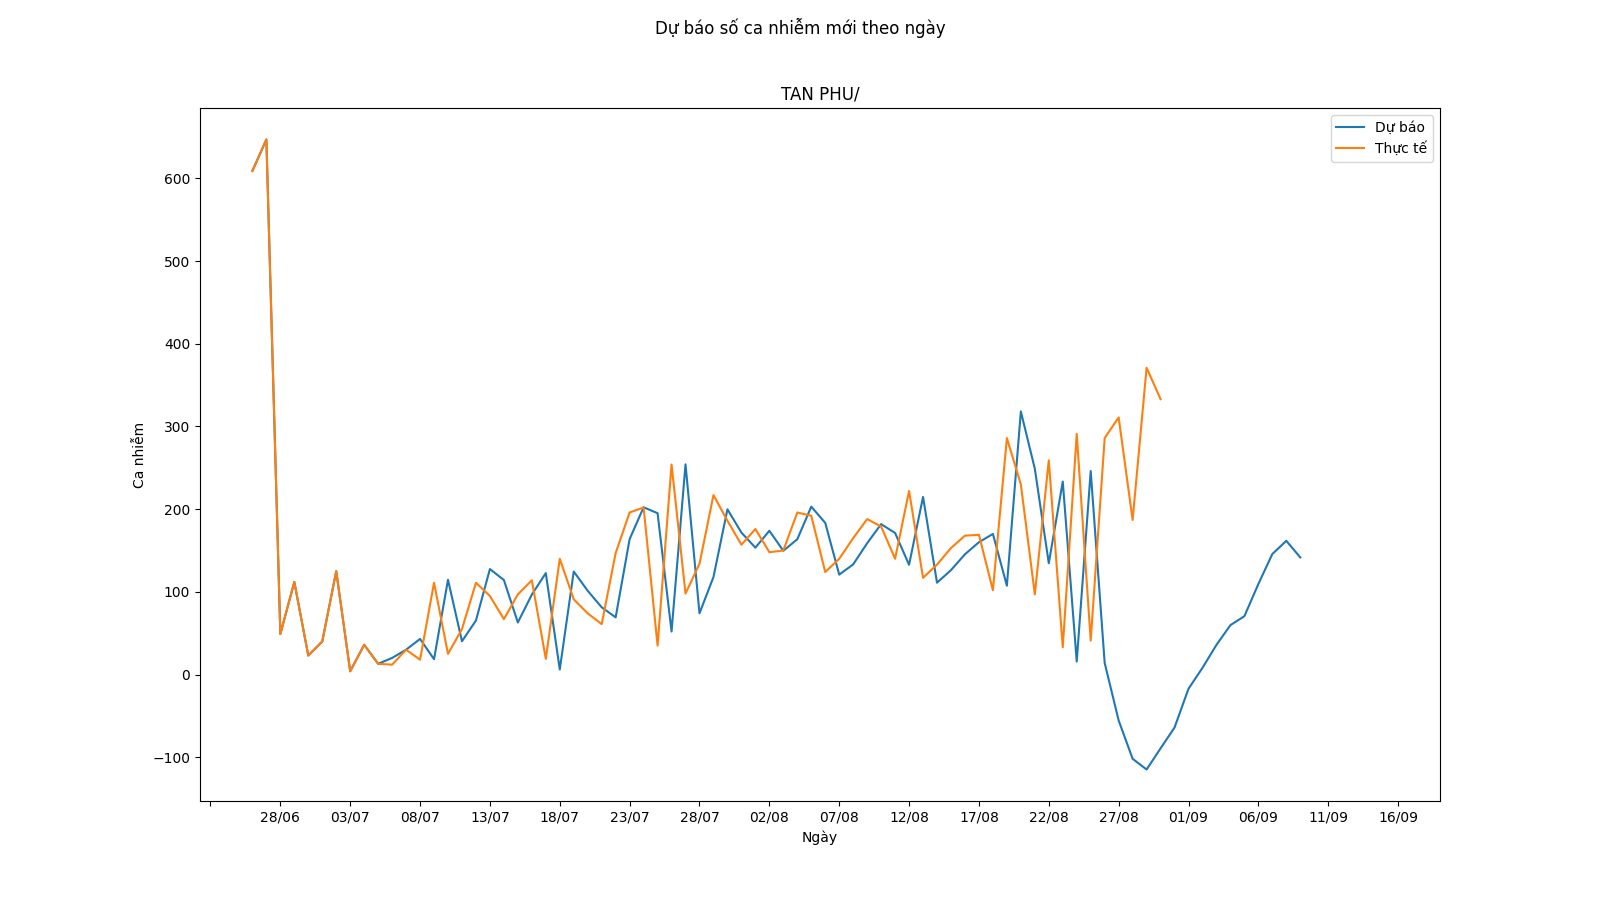 Dự báo số ca nhiễm mới theo ngày
TAN PHU/
Dự báo
Thực tế
600
500
400
300
200
100
0
−100
Ca nhiễm
28/06 03/07 08/07 13/07 18/07 23/07 28/07 02/08 07/08 12/08 17/08 22/08 27/08 01/09 06/09 11/09 16/09
Ngày